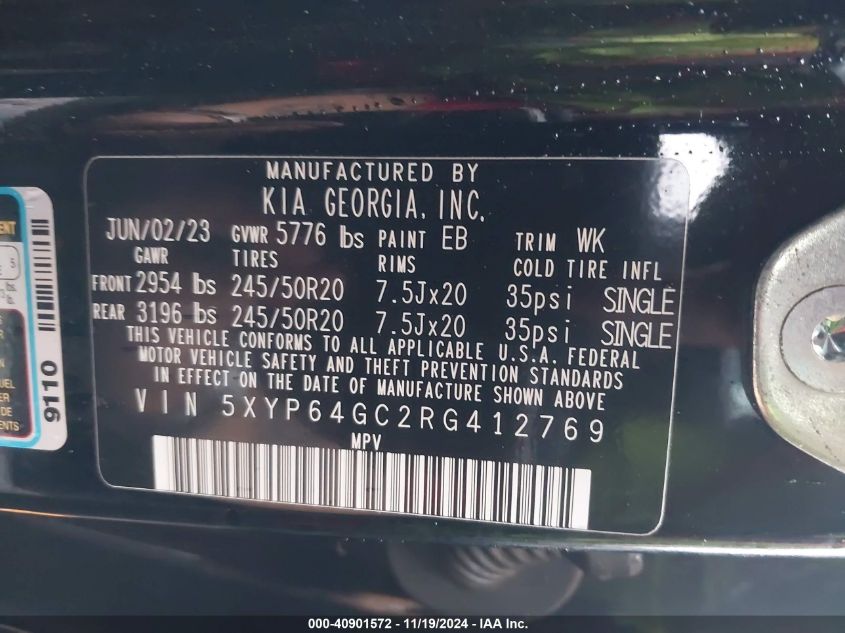 MANUFACTURED BY
KIA GEORGIA, INC.
JUN/02/23 GVWR 5776 lbs PAINT EB TRIM WK
GAWR TIRES RIMS COLD TIRE INFL
FRONT 2954 lbs 245/50R20 7.5Jx20 35psi SINGLE
REAR 3196 lbs 245/50R20 7.5Jx20 35psi SINGLE
THIS VEHICLE CONFORMS TO ALL APPLICABLE U.S.A. FEDERAL
MOTOR VEHICLE SAFETY AND THEFT PREVENTION STANDARDS
IN EFFECT ON THE DATE OF MANUFACTURE SHOWN ABOVE
VIN 5XYP64GC2RG412769
MPV
9110
000-40901572 - 11/19/2024 - IAA Inc.